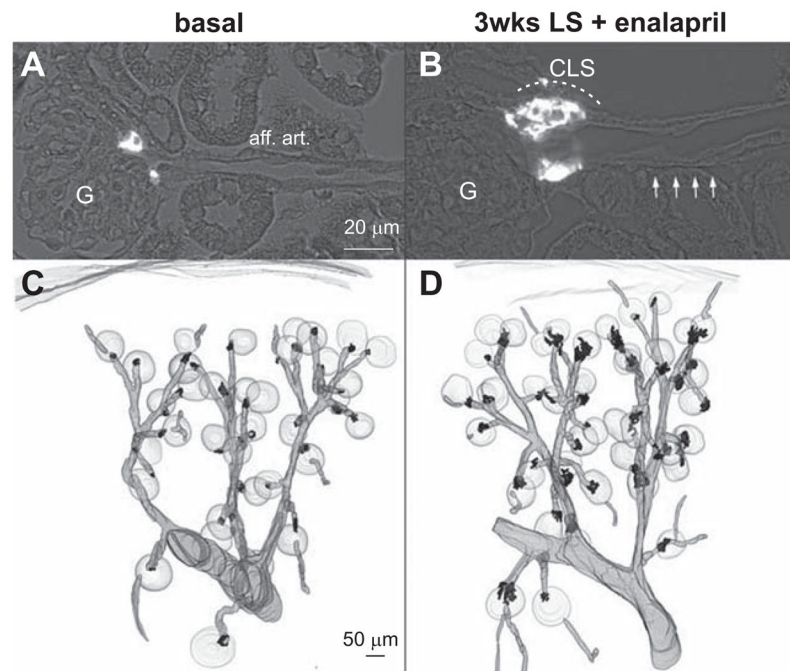 basal
3wks LS + enalapril
A
B
CLS
aff. art.
G
G
20 μm
C
D
50 μm